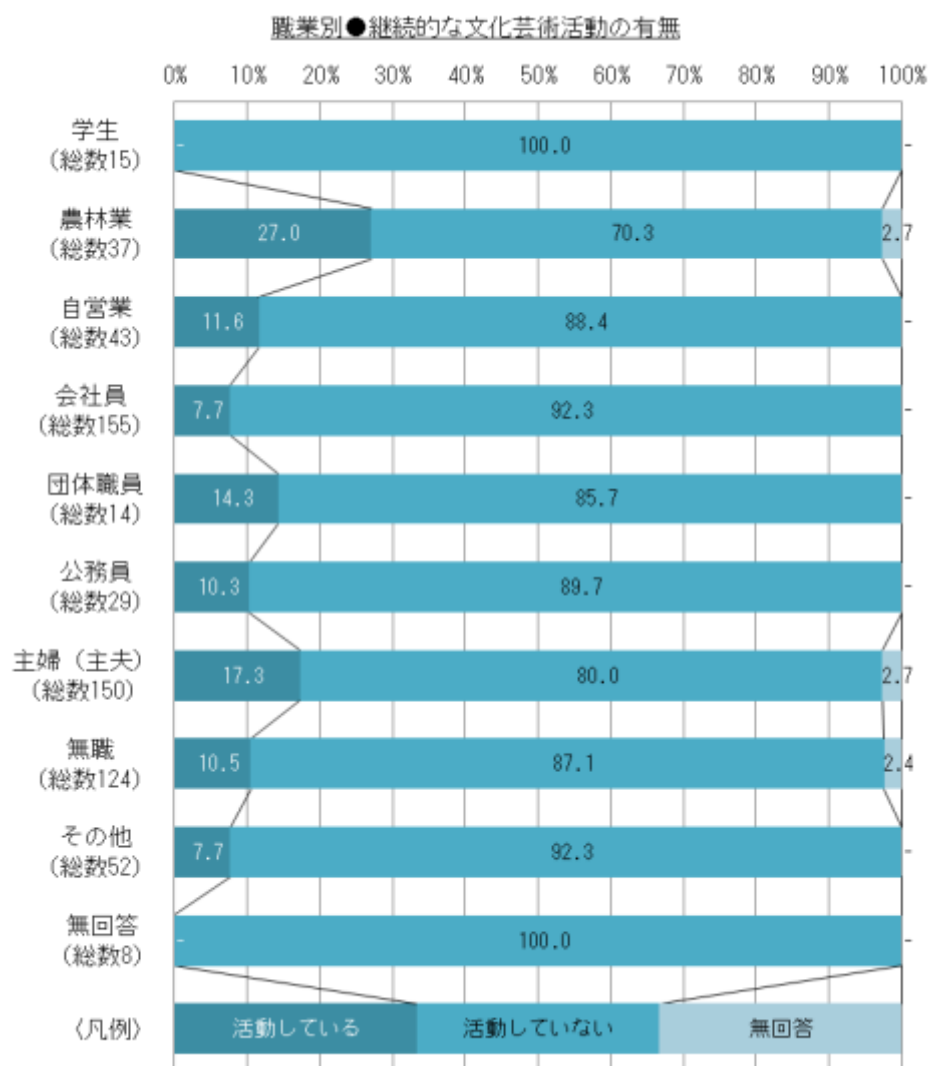 職業別●継続的な文化芸術活動の有無
0% 10% 20% 30% 40% 50% 60% 70% 80% 90% 100%
学生
(総数15)
- 100.0 -
農林業
(総数37)
27.0 70.3 2.7
自営業
(総数43)
11.6 88.4 -
会社員
(総数155)
7.7 92.3 -
団体職員
(総数14)
14.3 85.7 -
公務員
(総数29)
10.3 89.7 -
主婦（主夫）
(総数150)
17.3 80.0 2.7
無職
(総数124)
10.5 87.1 2.4
その他
(総数52)
7.7 92.3 -
無回答
(総数8)
- 100.0 -
〈凡例〉 活動している 活動していない 無回答